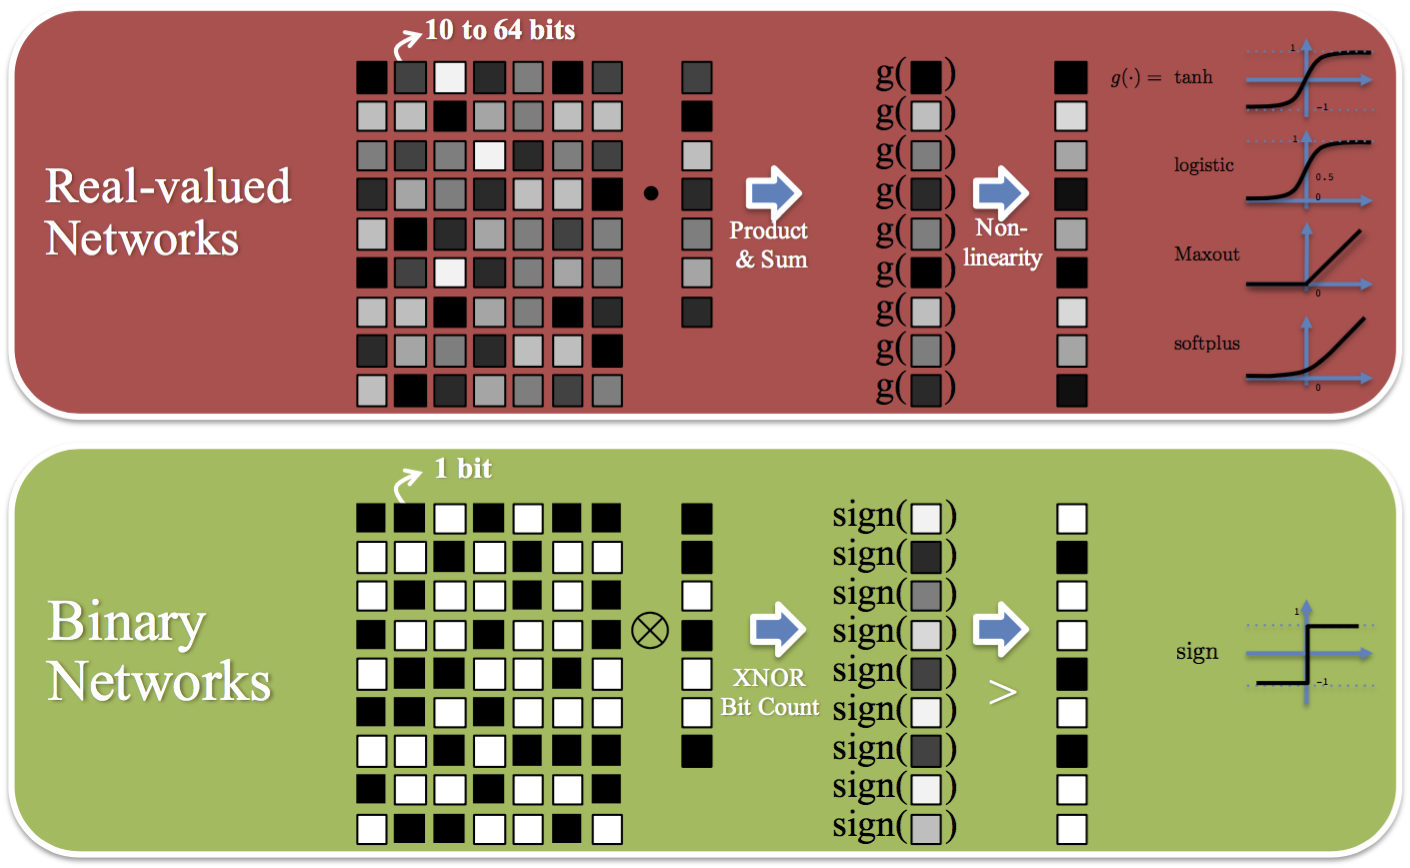 10 to 64 bits
Real-valued
Networks
Product
& Sum
g( )
g( )
g( )
g( )
g( )
g( )
g( )
g( )
g( )
Non-
linearity
g(·) = tanh
1
−1
logistic
1
0.5
0
Maxout
0
softplus
0
1 bit
Binary
Networks
XNOR
Bit Count
sign( )
sign( )
sign( )
sign( )
sign( )
sign( )
sign( )
sign( )
sign( )
>
sign
1
−1